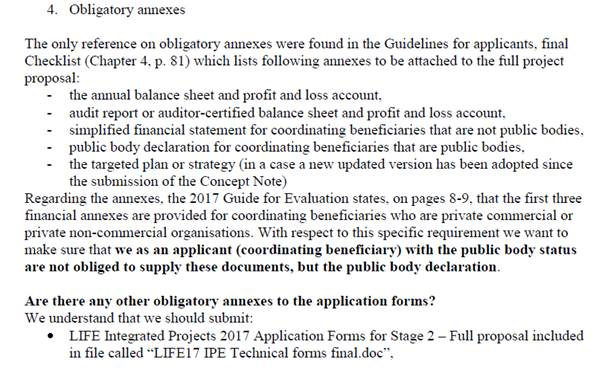 4. Obligatory annexes
The only reference on obligatory annexes were found in the Guidelines for applicants, final
Checklist (Chapter 4, p. 81) which lists following annexes to be attached to the full project
proposal:
- the annual balance sheet and profit and loss account,
- audit report or auditor-certified balance sheet and profit and loss account,
- simplified financial statement for coordinating beneficiaries that are not public bodies,
- public body declaration for coordinating beneficiaries that are public bodies,
- the targeted plan or strategy (in a case a new updated version has been adopted since
the submission of the Concept Note)
Regarding the annexes, the 2017 Guide for Evaluation states, on pages 8-9, that the first three
financial annexes are provided for coordinating beneficiaries who are private commercial or
private non-commercial organisations. With respect to this specific requirement we want to
make sure that we as an applicant (coordinating beneficiary) with the public body status
are not obliged to supply these documents, but the public body declaration.
Are there any other obligatory annexes to the application forms?
We understand that we should submit:
• LIFE Integrated Projects 2017 Application Forms for Stage 2 – Full proposal included
in file called “LIFE17 IPE Technical forms final.doc”,